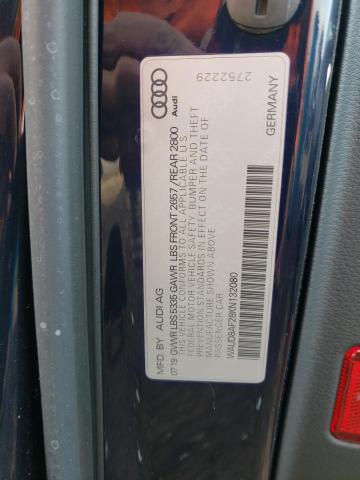 Audi
27522229
GERMANY
MFD. BY AUDI AG
07 19 GVWR LBS 5335 GAWR LBS FRONT 2657 / REAR 2800
THIS VEHICLE CONFORMS TO ALL APPLICABLE U.S.
FEDERAL MOTOR VEHICLE SAFETY, BUMPER AND THEFT
PREVENTION STANDARDS IN EFFECT ON THE DATE OF
MANUFACTURE SHOWN ABOVE.
PASSENGER CAR
WAUD8AF28KN132080